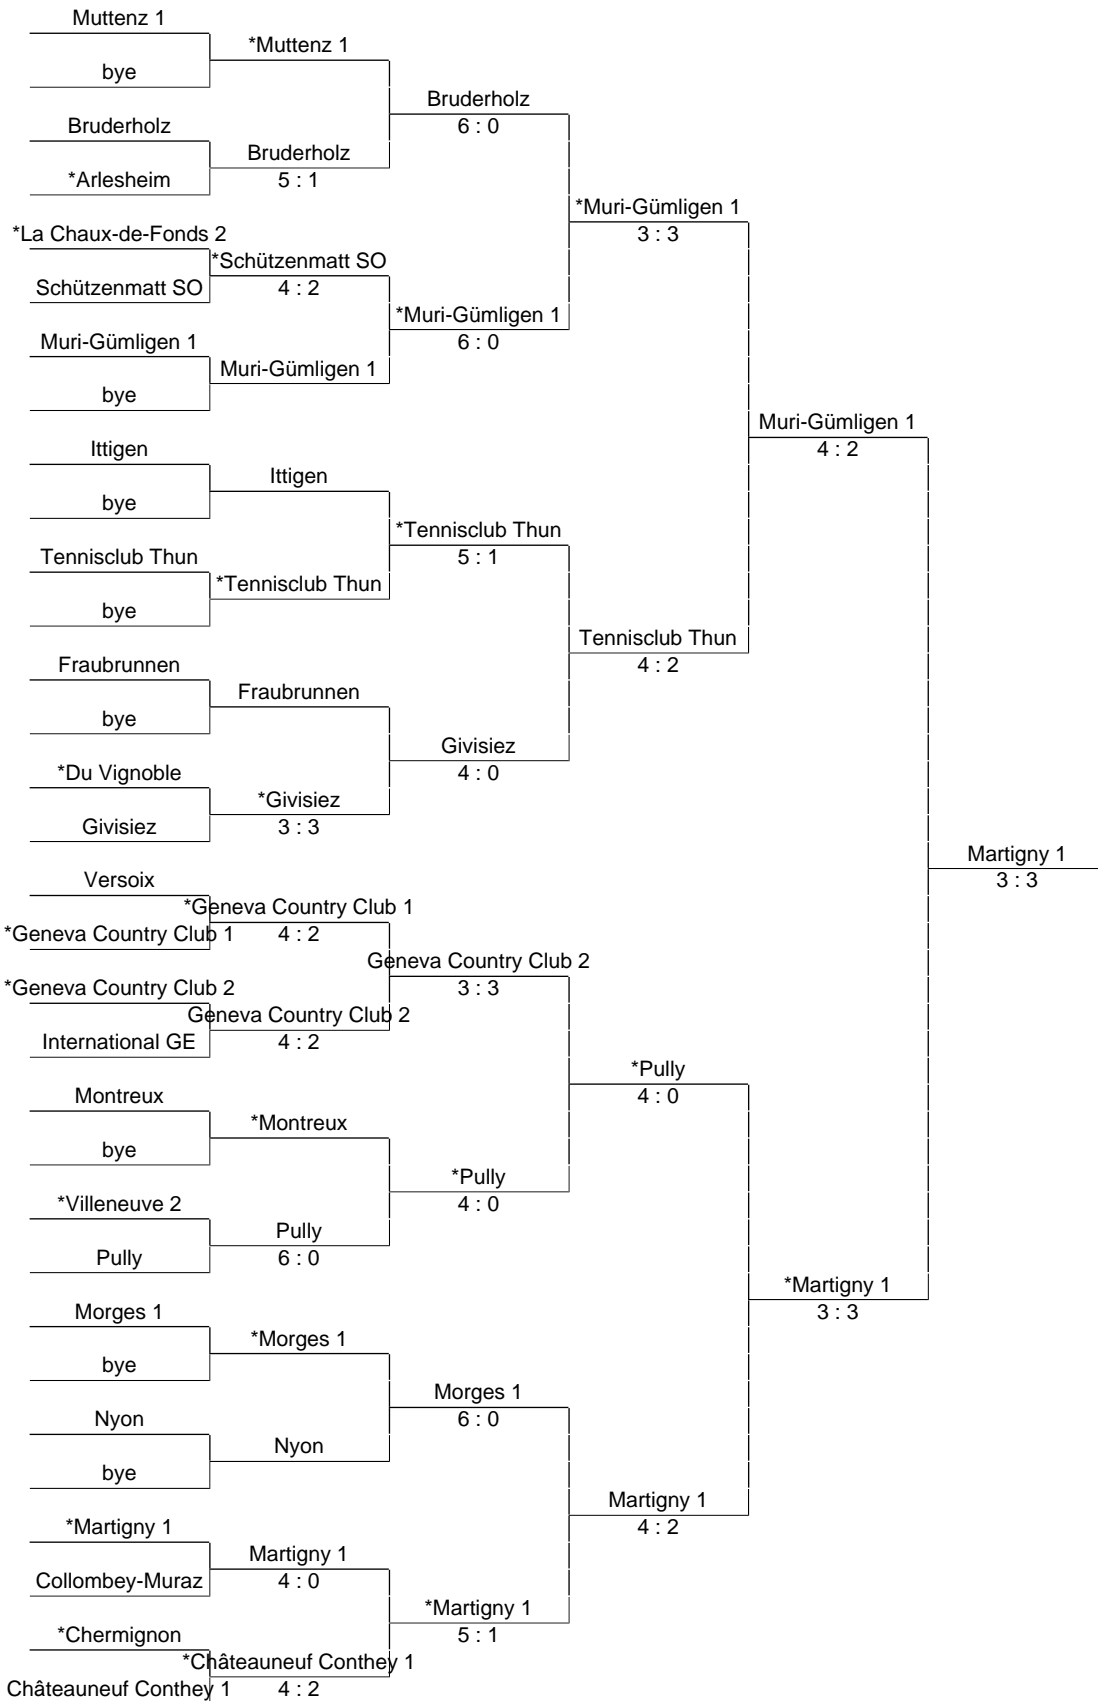 Muttenz 1
*Muttenz 1
bye
Bruderholz
6 : 0
Bruderholz
Bruderholz
5 : 1
*Arlesheim
*Muri-Gümligen 1
3 : 3
*La Chaux-de-Fonds 2
*Schützenmatt SO
4 : 2
Schützenmatt SO
*Muri-Gümligen 1
6 : 0
Muri-Gümligen 1
Muri-Gümligen 1
bye
Muri-Gümligen 1
4 : 2
Ittigen
Ittigen
bye
*Tennisclub Thun
5 : 1
Tennisclub Thun
*Tennisclub Thun
bye
Tennisclub Thun
4 : 2
Fraubrunnen
Fraubrunnen
bye
Givisiez
4 : 0
*Du Vignoble
*Givisiez
3 : 3
Givisiez
Martigny 1
3 : 3
Versoix
*Geneva Country Club 1
4 : 2
*Geneva Country Club 1
Geneva Country Club 2
3 : 3
*Geneva Country Club 2
Geneva Country Club 2
4 : 2
International GE
*Pully
4 : 0
Montreux
*Montreux
bye
*Pully
4 : 0
*Villeneuve 2
Pully
6 : 0
Pully
*Martigny 1
3 : 3
Morges 1
*Morges 1
bye
Morges 1
6 : 0
Nyon
Nyon
bye
Martigny 1
4 : 2
*Martigny 1
Martigny 1
4 : 0
Collombey-Muraz
*Martigny 1
5 : 1
*Chermignon
*Châteauneuf Conthey 1
4 : 2
Châteauneuf Conthey 1